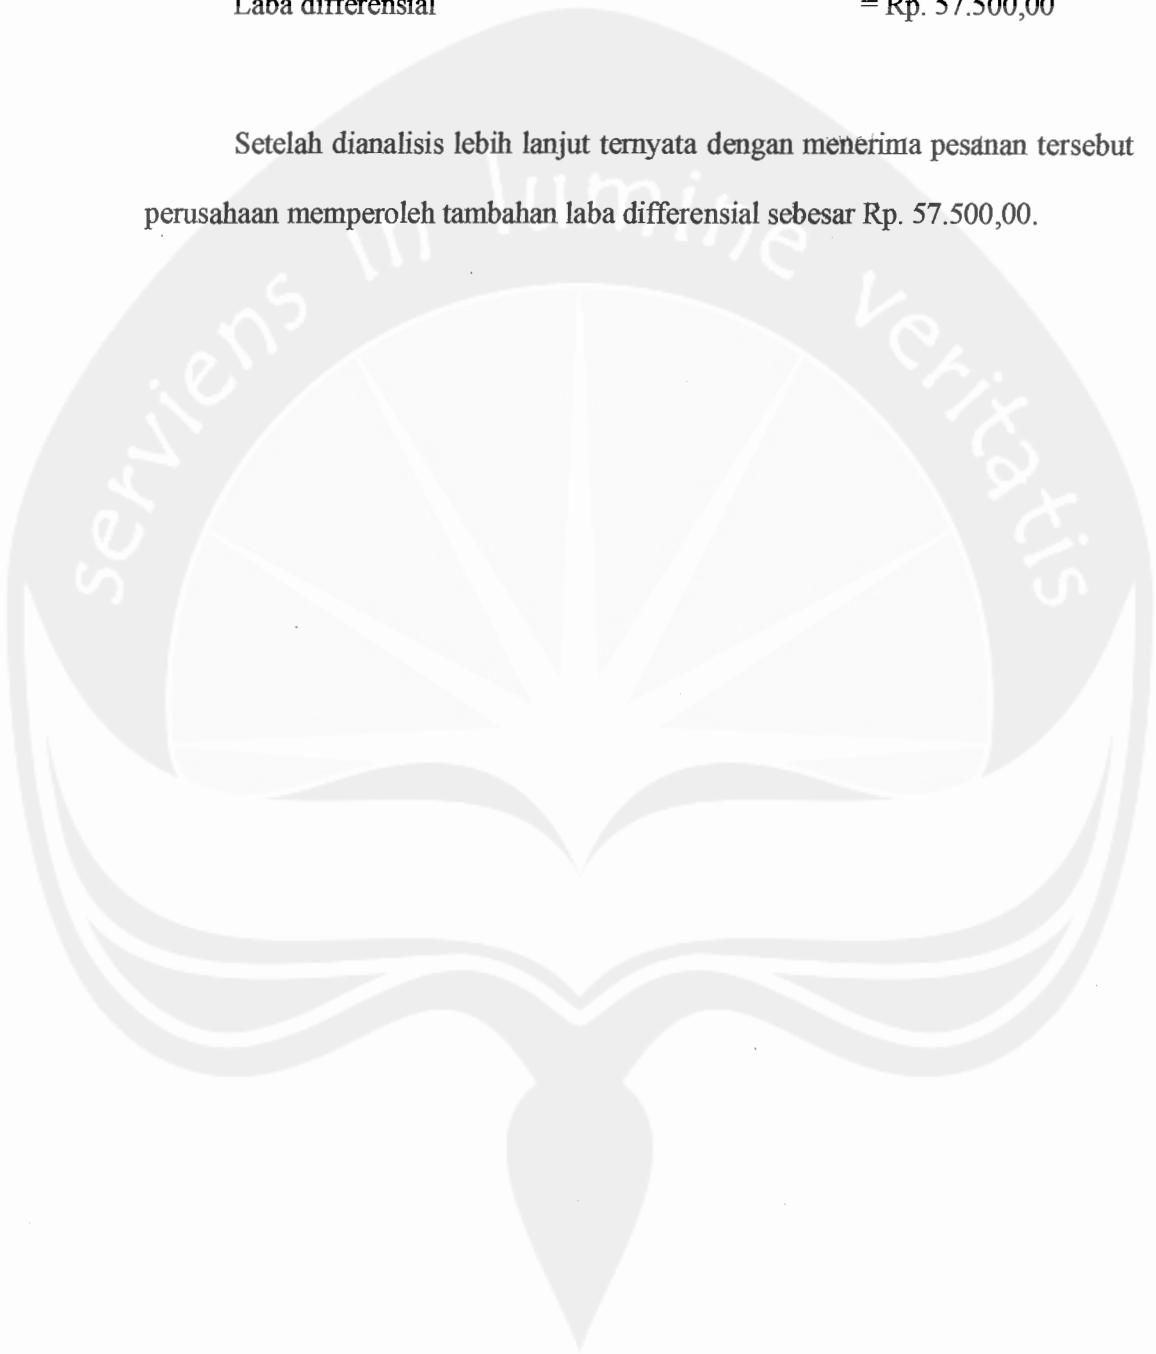 Laba differensial = Rp. 57.500,00
Setelah dianalisis lebih lanjut ternyata dengan menerima pesanan tersebut
perusahaan memperoleh tambahan laba differensial sebesar Rp. 57.500,00.
serviens in lumine veritatis